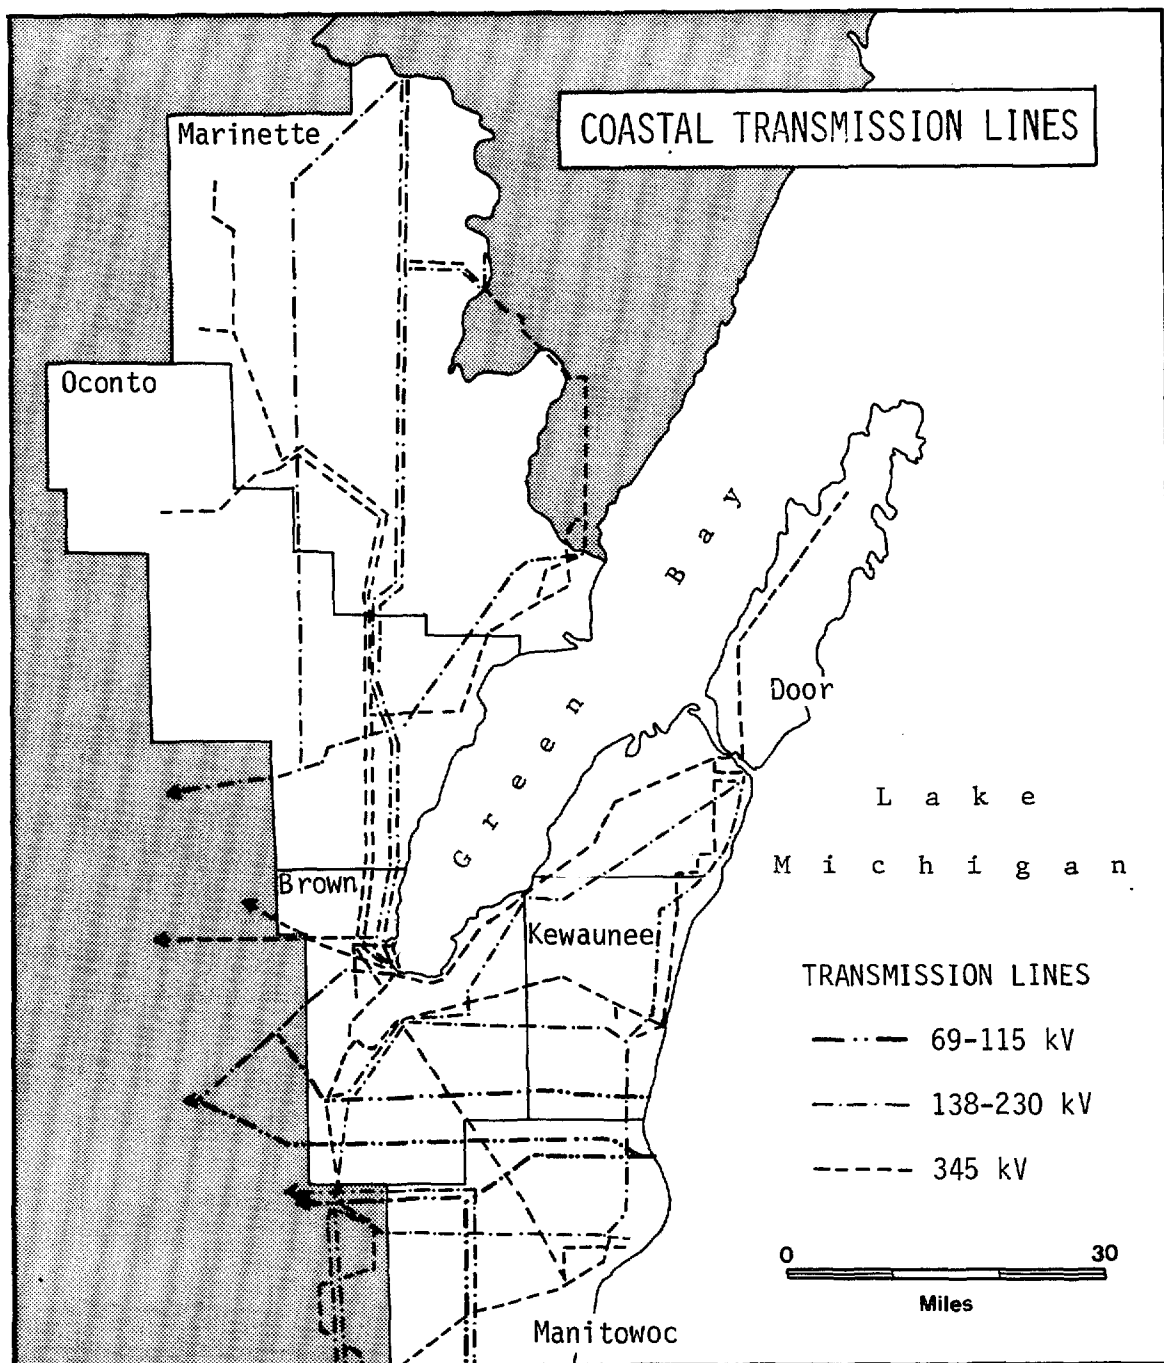 COASTAL TRANSMISSION LINES
Marinette
Oconto
Green Bay
Door
Lake
Michigan
Brown
Kewaunee
TRANSMISSION LINES
69-115 kV
138-230 kV
345 kV
0 30
Miles
Manitowoc